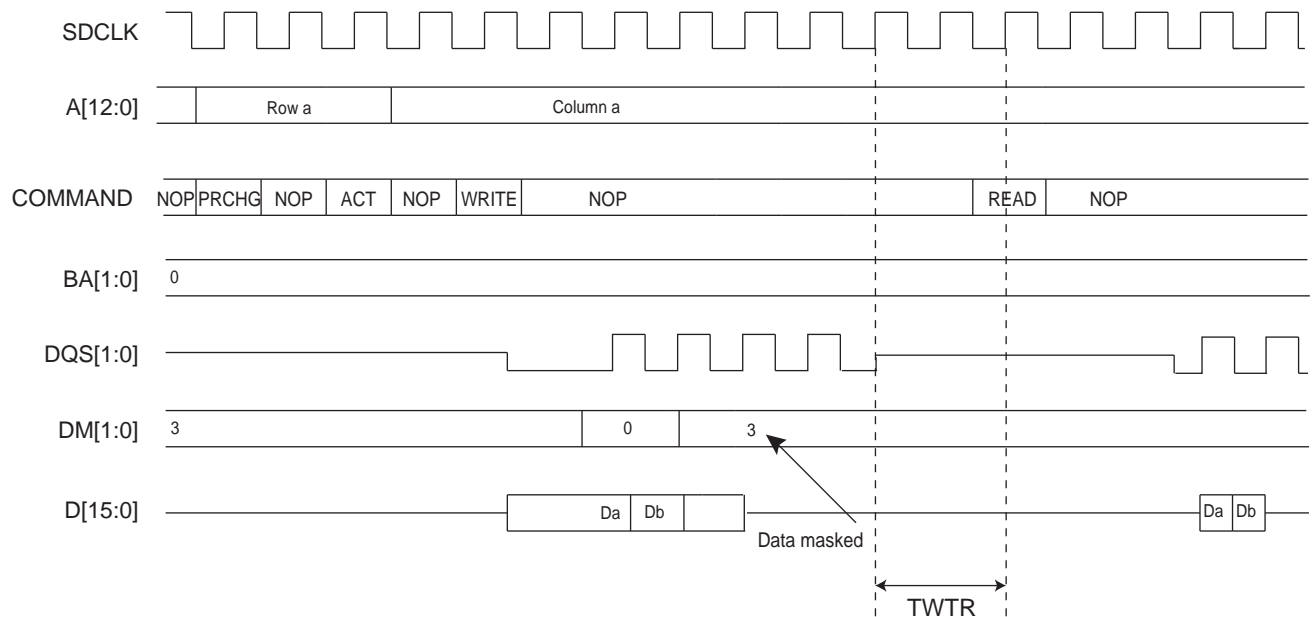 SDCLK
A[12:0] Row a Column a
COMMAND NOP PRCHG NOP ACT NOP WRITE NOP READ NOP
BA[1:0] 0
DQS[1:0]
DM[1:0] 3 0 3
D[15:0] Da Db Da Db
Data masked
TWTR